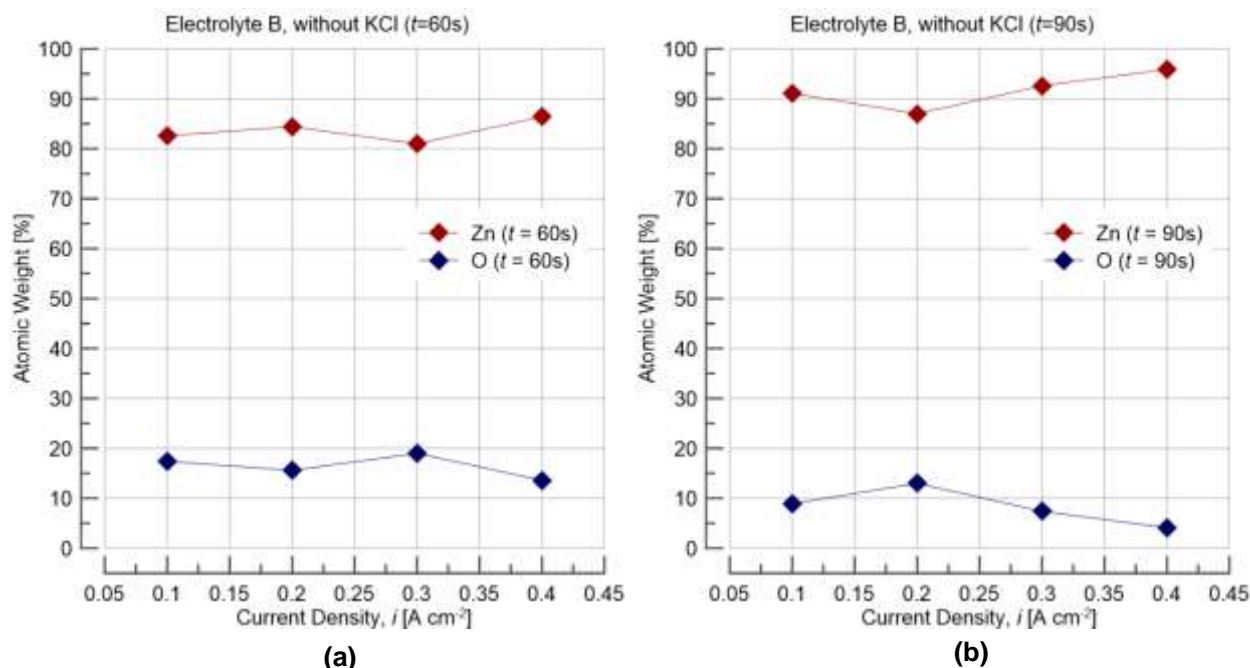 Electrolyte B, without KCl (t=60s)
100
90
80
70
60
50
40
30
20
10
0
Atomic Weight [%]
Zn (t = 60s)
O (t = 60s)
0.05 0.1 0.15 0.2 0.25 0.3 0.35 0.4 0.45
Current Density, i [A cm-2]
(a)
Electrolyte B, without KCl (t=90s)
100
90
80
70
60
50
40
30
20
10
0
Atomic Weight [%]
Zn (t = 90s)
O (t = 90s)
0.05 0.1 0.15 0.2 0.25 0.3 0.35 0.4 0.45
Current Density, i [A cm-2]
(b)